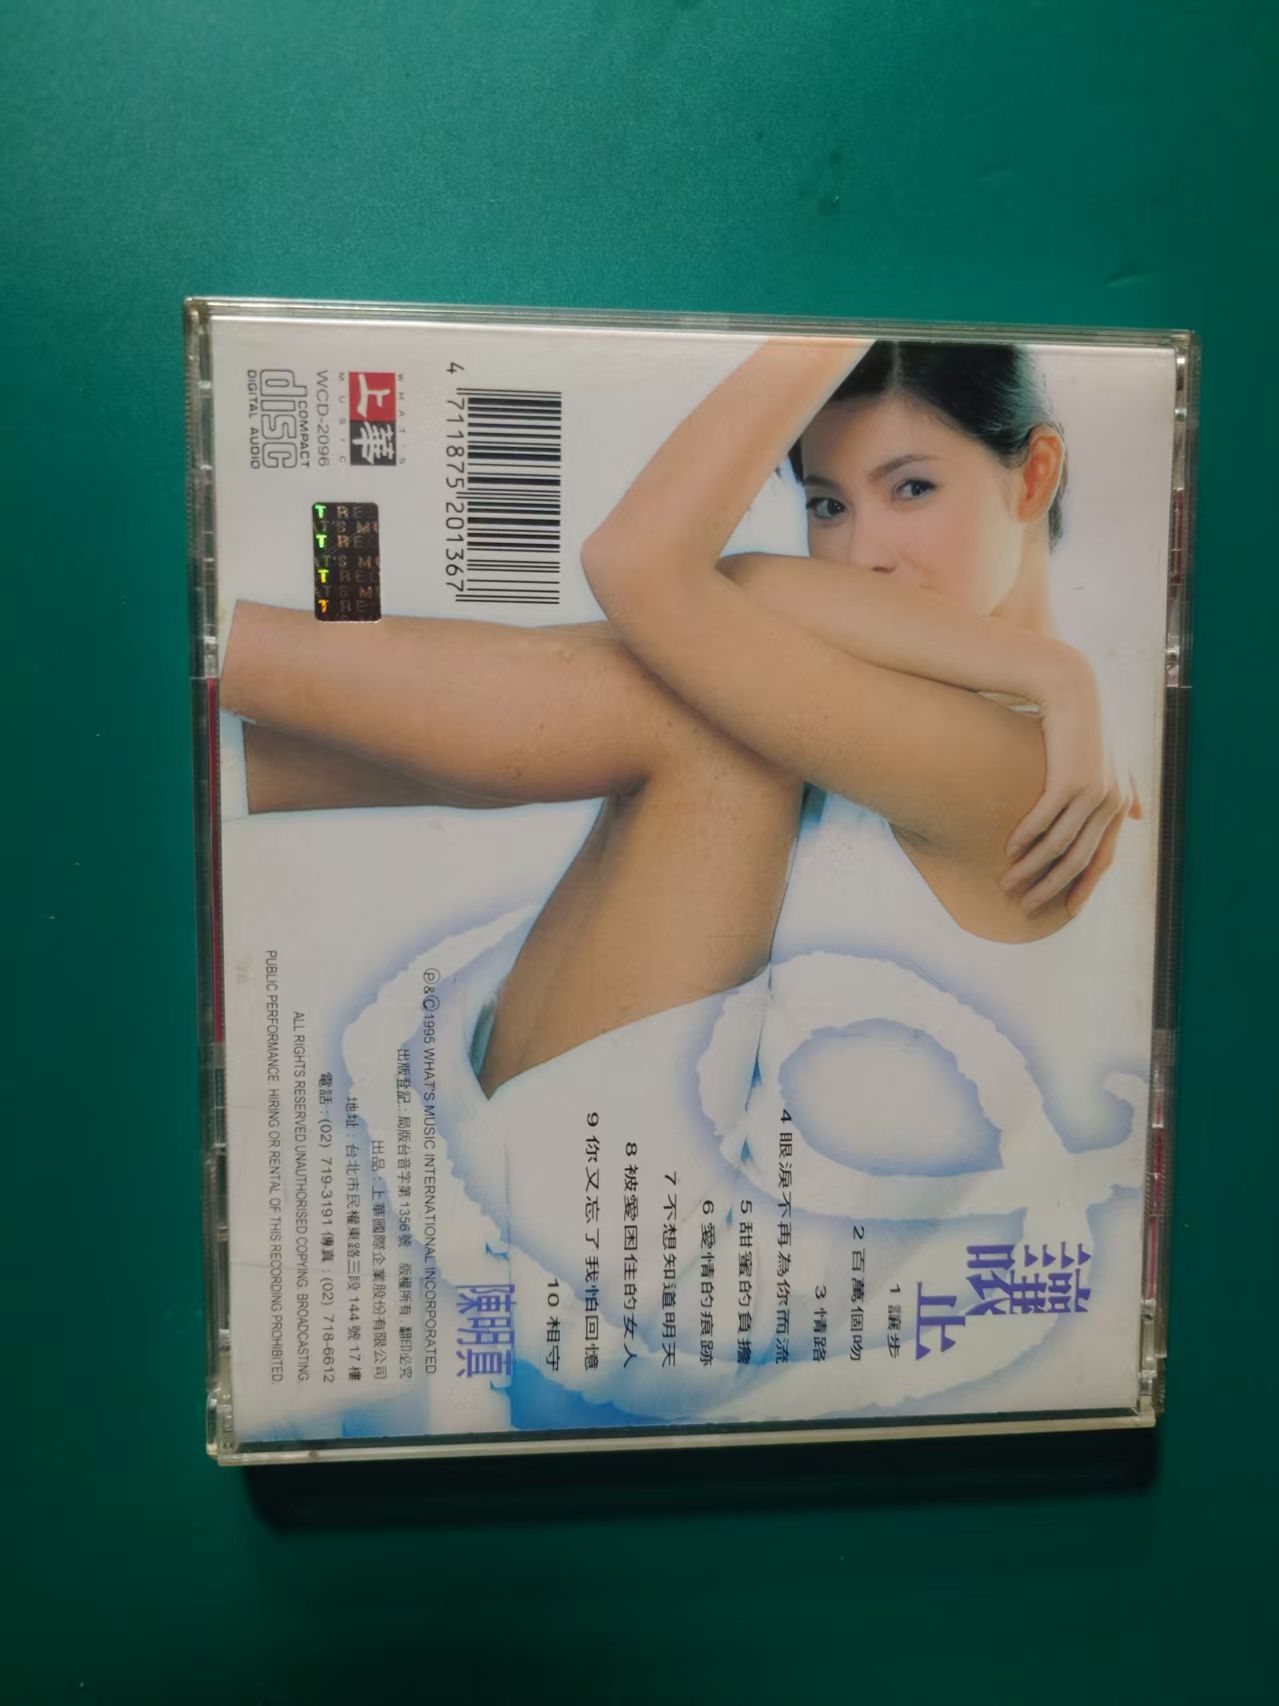 讓步
1 讓步
2 百萬個吻
3 情路
4 眼淚不再為你而流
5 甜蜜的負擔
6 愛情的痕跡
7 不想知道明天
8 被愛困住的女人
9 你又忘了我怕回憶
10 相守
陳明真
Ⓟ&Ⓒ1995 WHAT'S MUSIC INTERNATIONAL INCORPORATED
出版登記：局版台音字第1356號 版權所有．翻印必究
出品：上華國際企業股份有限公司
地址：台北市民權東路三段144號17樓
電話：(02) 719-3191 傳真：(02) 718-6612
ALL RIGHTS RESERVED.UNAUTHORISED COPYING. BROADCASTING.
PUBLIC PERFORMANCE. HIRING OR RENTAL OF THIS RECORDING PROHIBITED.
4 711875 201367
WHAT'S
上華
MUSIC
WCD-2096
COMPACT
disc
DIGITAL AUDIO